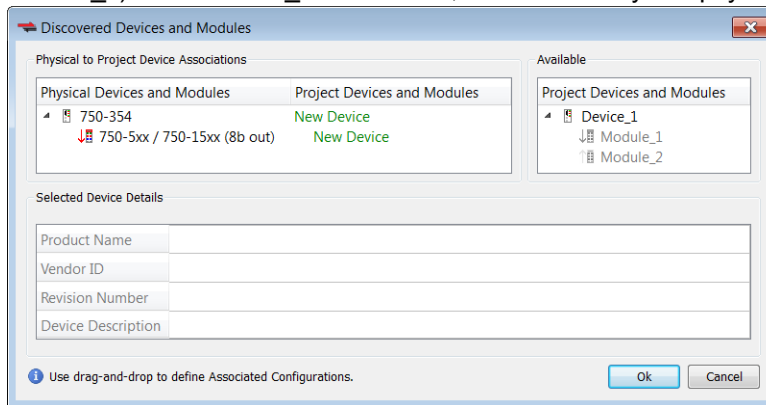 Discovered Devices and Modules
Physical to Project Device Associations
Available
Physical Devices and Modules Project Devices and Modules
Project Devices and Modules
750-354 New Device
Device_1
750-5xx / 750-15xx (8b out) New Device
Module_1
Module_2
Selected Device Details
Product Name
Vendor ID
Revision Number
Device Description
Use drag-and-drop to define Associated Configurations.
Ok Cancel